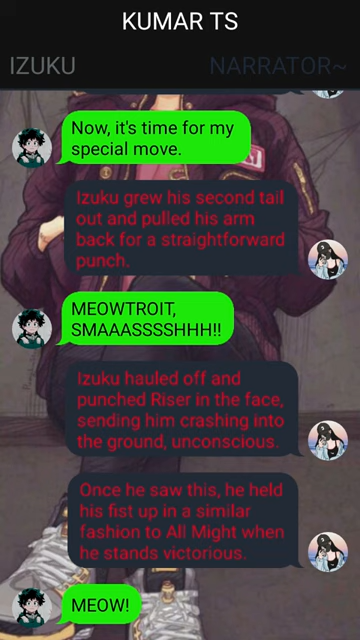 KUMAR TS
IZUKU
NARRATOR~
Now, it's time for my
special move.
Izuku grew his second tail
out and pulled his arm
back for a straightforward
punch.
MEOWTROIT,
SMAAASSSSHHH!!
Izuku hauled off and
punched Riser in the face,
sending him crashing into
the ground, unconscious.
Once he saw this, he held
his fist up in a similar
fashion to All Might when
he stands victorious.
MEOW!